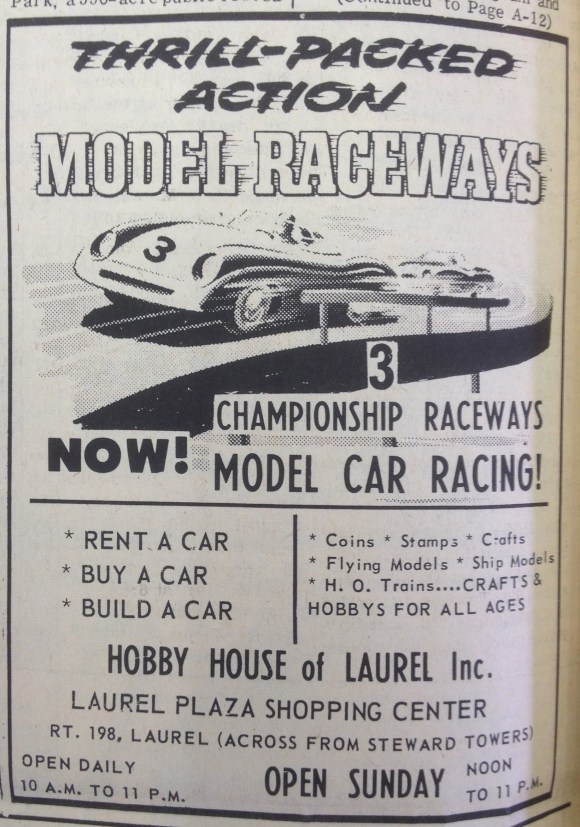 Park, a
(Continued to Page A-12)
and
THRILL-PACKED
ACTION
MODEL RACEWAYS
3
3
CHAMPIONSHIP RACEWAYS
NOW!
MODEL CAR RACING!
* RENT A CAR
* BUY A CAR
* BUILD A CAR
* Coins * Stamps * Crafts
* Flying Models * Ship Models
* H. O. Trains....CRAFTS &
HOBBYS FOR ALL AGES
HOBBY HOUSE of LAUREL Inc.
LAUREL PLAZA SHOPPING CENTER
RT. 198, LAUREL (ACROSS FROM STEWARD TOWERS)
OPEN DAILY
10 A.M. TO 11 P.M.
OPEN SUNDAY
NOON
TO 11 P.M.